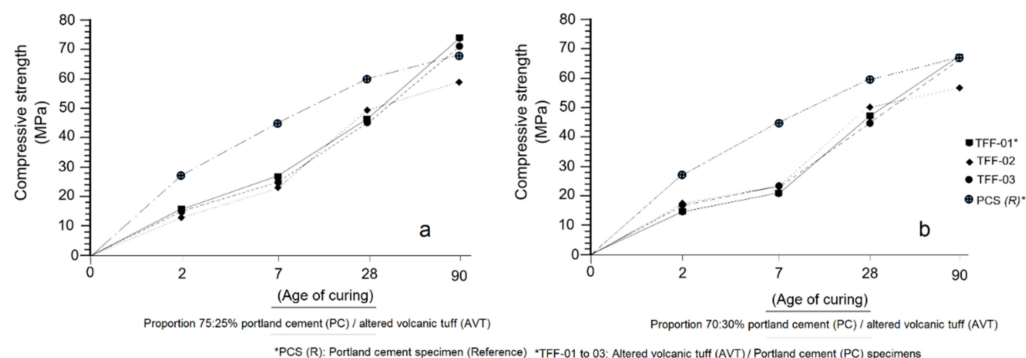 Compressive strength
(MPa)
80
70
60
50
40
30
20
10
0
0 2 7 28 90
a
(Age of curing)
Proportion 75:25% portland cement (PC) / altered volcanic tuff (AVT)
Compressive strength
(MPa)
80
70
60
50
40
30
20
10
0
0 2 7 28 90
b
(Age of curing)
Proportion 70:30% portland cement (PC) / altered volcanic tuff (AVT)
TFF-01*
TFF-02
TFF-03
PCS (R)*
*PCS (R): Portland cement specimen (Reference) *TFF-01 to 03: Altered volcanic tuff (AVT) / Portland cement (PC) specimens